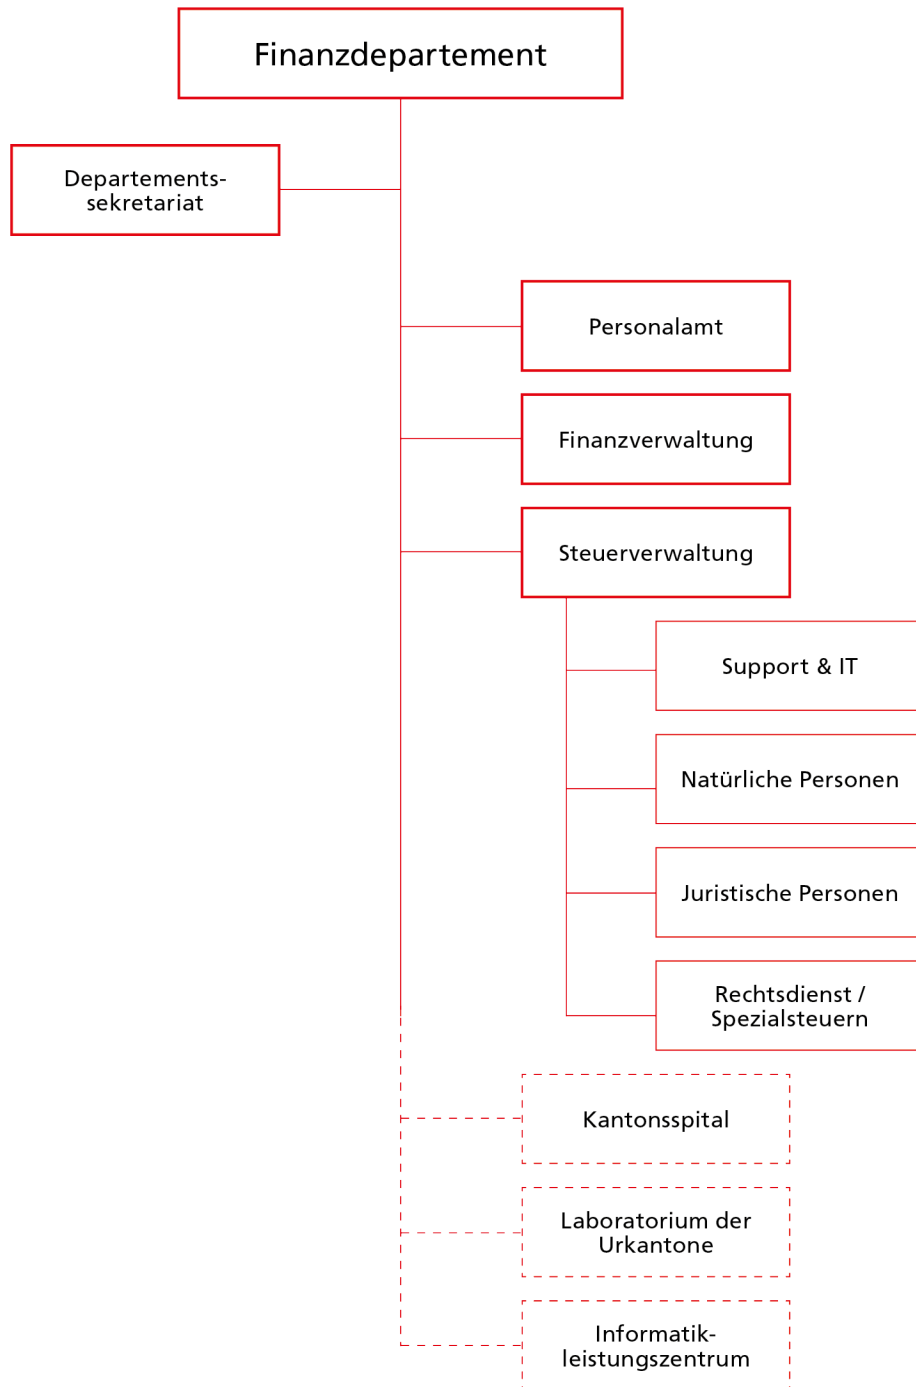 Finanzdepartement
Departements-
sekretariat
Personalamt
Finanzverwaltung
Steuerverwaltung
Support & IT
Natürliche Personen
Juristische Personen
Rechtsdienst /
Spezialsteuern
Kantonsspital
Laboratorium der
Urkantone
Informatik-
leistungszentrum